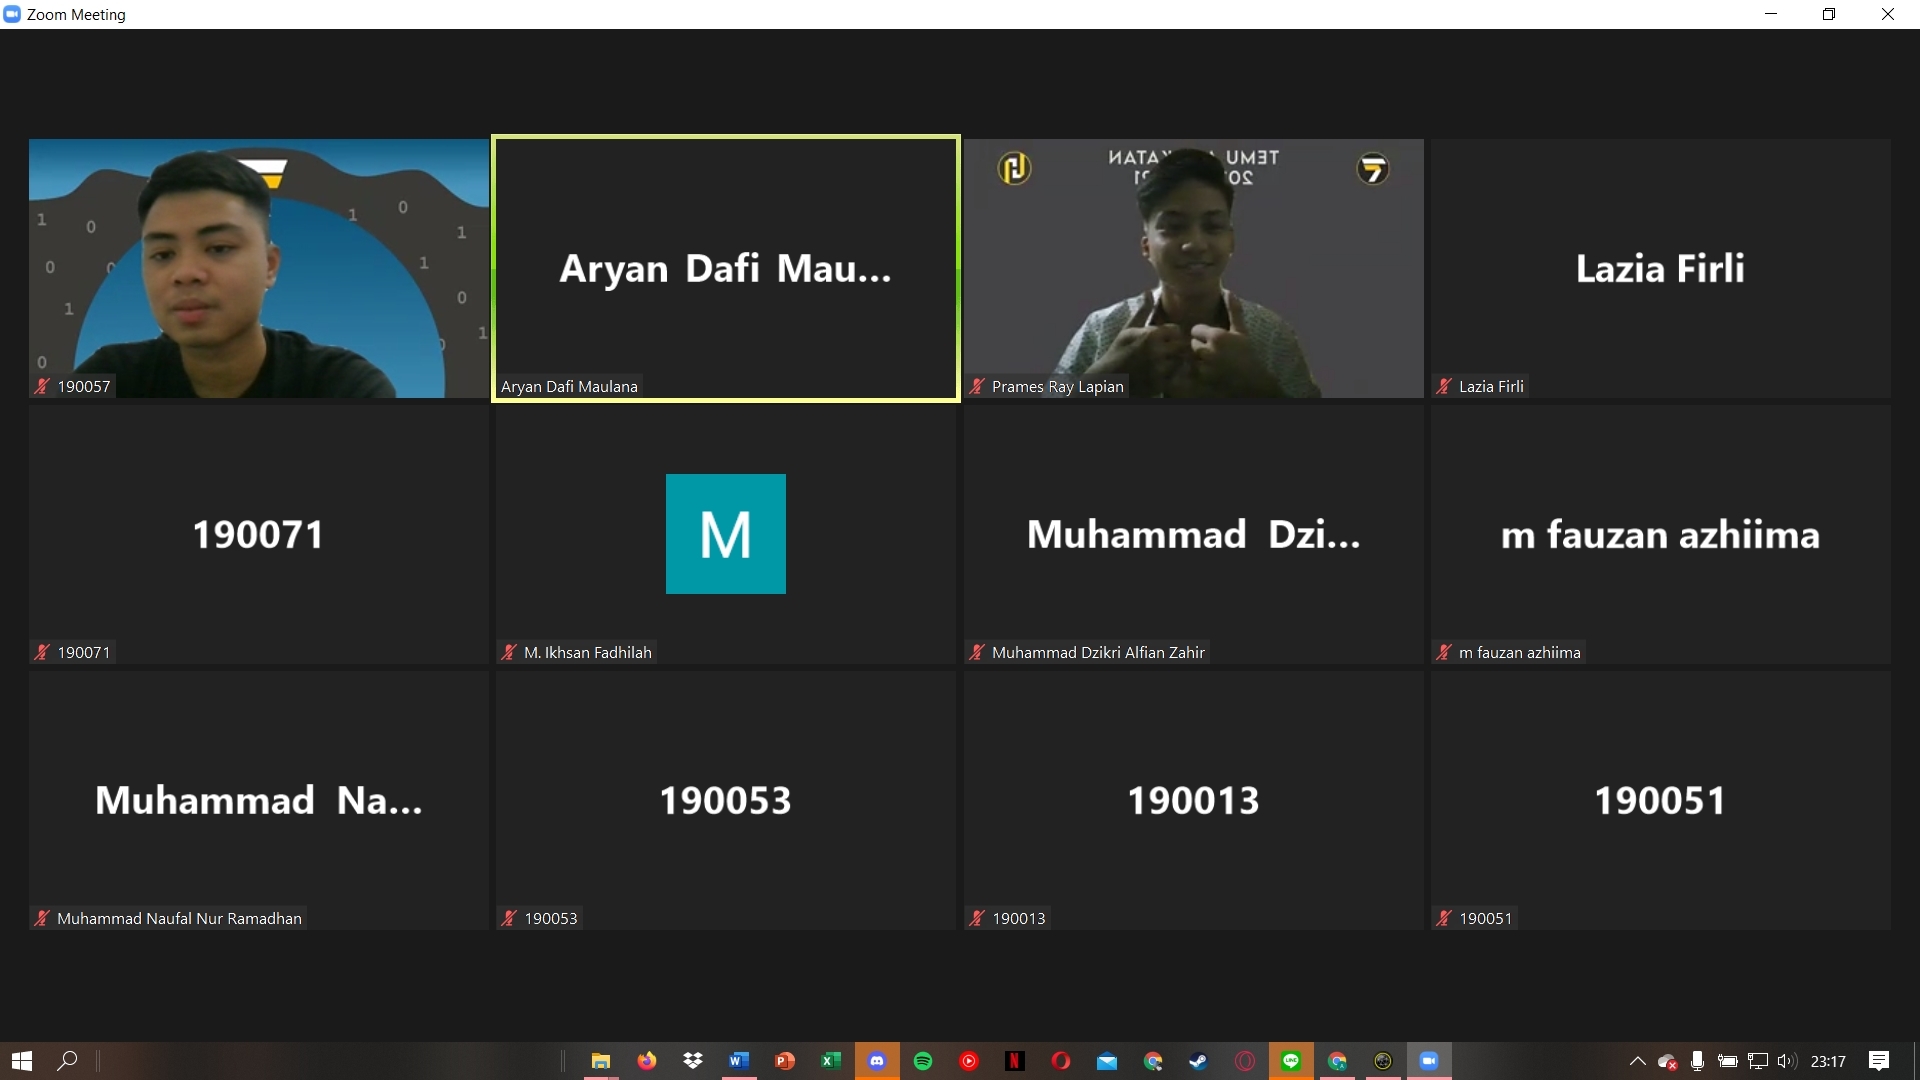 Zoom Meeting
190057
Aryan Dafi Mau...
Aryan Dafi Maulana
TEMU
Prames Ray Lapian
Lazia Firli
Lazia Firli
190071
190071
M
M. Ikhsan Fadhilah
Muhammad Dzi...
Muhammad Dzikri Alfian Zahir
m fauzan azhiima
m fauzan azhiima
Muhammad Na...
Muhammad Naufal Nur Ramadhan
190053
190053
190013
190013
190051
190051
23:17